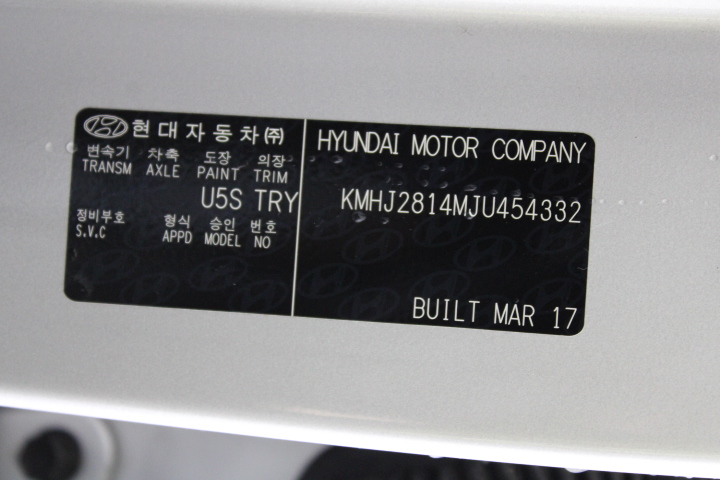 현대자동차㈜
변속기 차축 도장 의장
TRANSM AXLE PAINT TRIM
U5S TRY
정비부호 형식 승인 번호
S.V.C APPD MODEL NO
HYUNDAI MOTOR COMPANY
KMHJ2814MJU454332
BUILT MAR 17